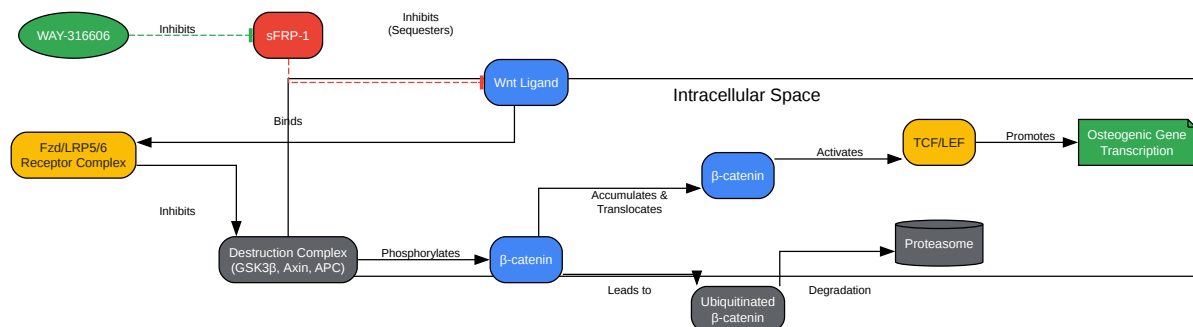 WAY-316606
Inhibits
sFRP-1
Inhibits
(Sequesters)
Wnt Ligand
Intracellular Space
Binds
Fzd/LRP5/6
Receptor Complex
TCF/LEF
Promotes
Osteogenic Gene
Transcription
Activates
β-catenin
Accumulates &
Translocates
Inhibits
Destruction Complex
(GSK3β, Axin, APC)
Phosphorylates
β-catenin
Proteasome
Leads to
Ubiquitinated
β-catenin
Degradation